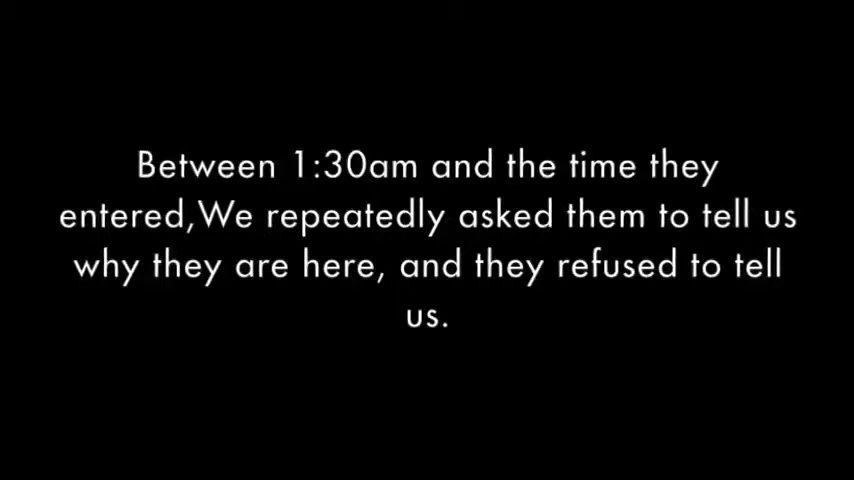 Between 1:30am and the time they
entered,We repeatedly asked them to tell us
why they are here, and they refused to tell
us.